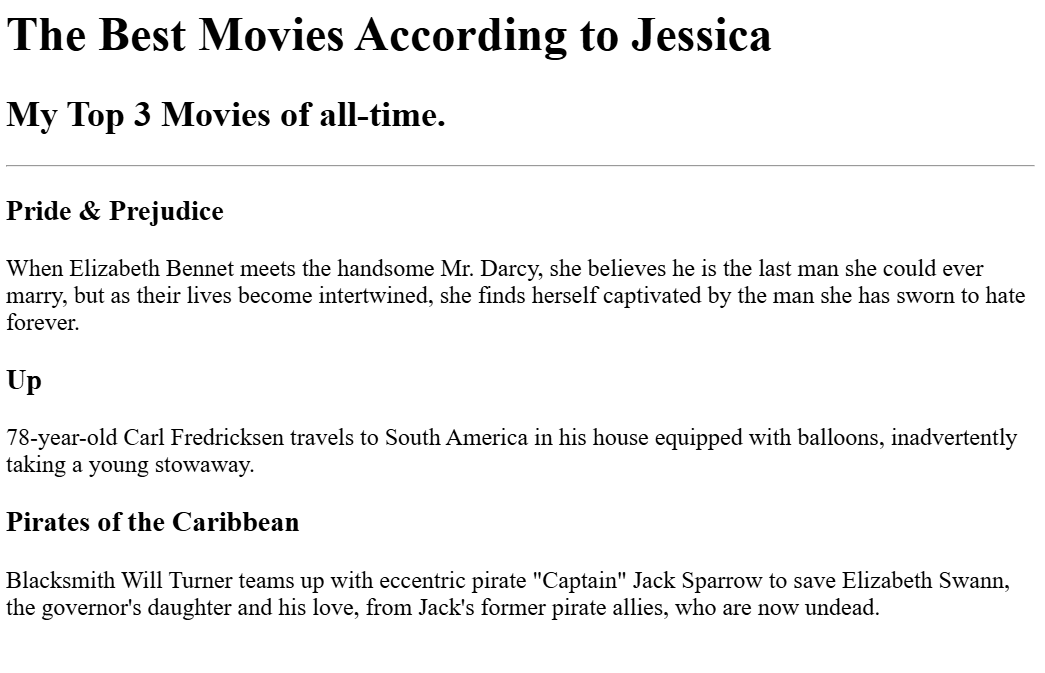 The Best Movies According to Jessica
My Top 3 Movies of all-time.
Pride & Prejudice
When Elizabeth Bennet meets the handsome Mr. Darcy, she believes he is the last man she could ever
marry, but as their lives become intertwined, she finds herself captivated by the man she has sworn to hate
forever.
Up
78-year-old Carl Fredricksen travels to South America in his house equipped with balloons, inadvertently
taking a young stowaway.
Pirates of the Caribbean
Blacksmith Will Turner teams up with eccentric pirate "Captain" Jack Sparrow to save Elizabeth Swann,
the governor's daughter and his love, from Jack's former pirate allies, who are now undead.